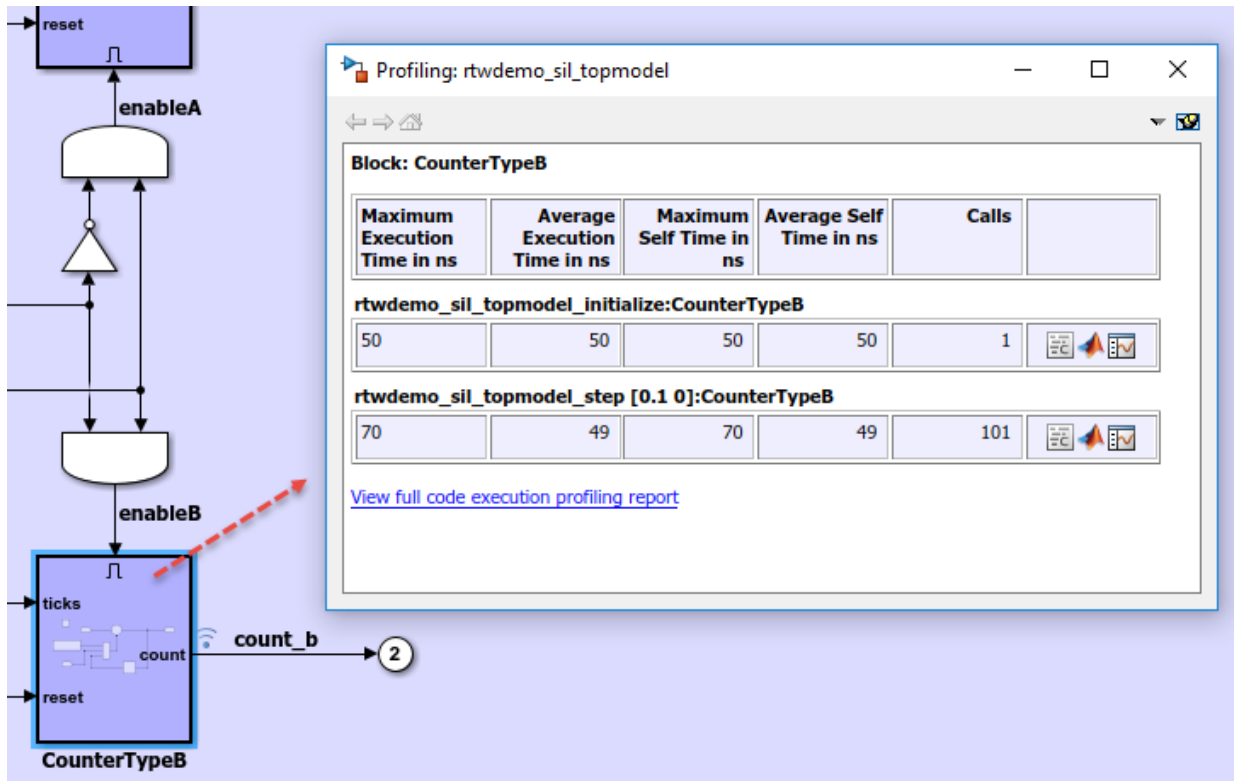 reset
enableA
enableB
ticks
count
reset
CounterTypeB
count_b
2
Profiling: rtwdemo_sil_topmodel
Block: CounterTypeB
Maximum Execution Time in ns
Average Execution Time in ns
Maximum Self Time in ns
Average Self Time in ns
Calls
rtwdemo_sil_topmodel_initialize:CounterTypeB
50 50 50 50 1
rtwdemo_sil_topmodel_step [0.1 0]:CounterTypeB
70 49 70 49 101
View full code execution profiling report